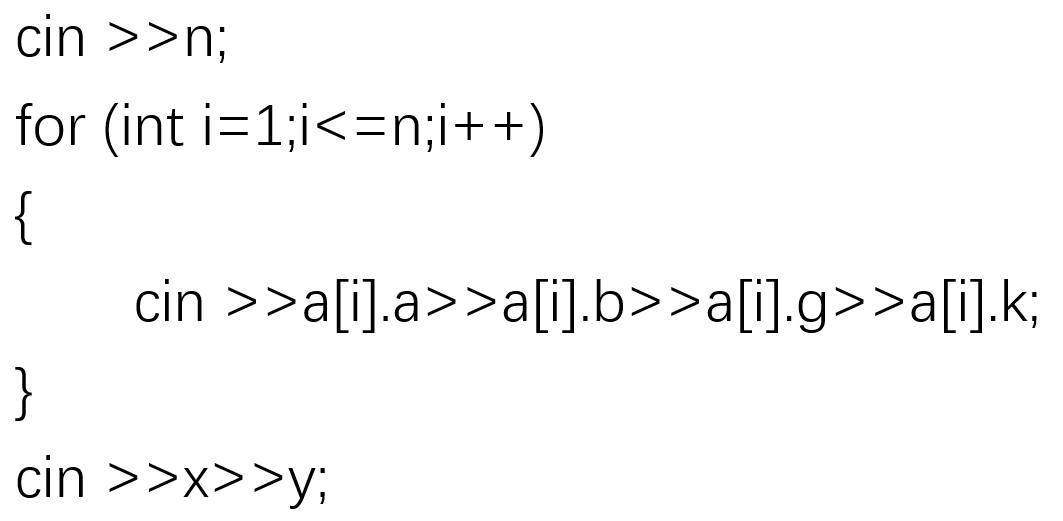 cin >>n;
for (int i=1;i<=n;i++)
{
cin >>a[i].a>>a[i].b>>a[i].g>>a[i].k;
}
cin >>x>>y;